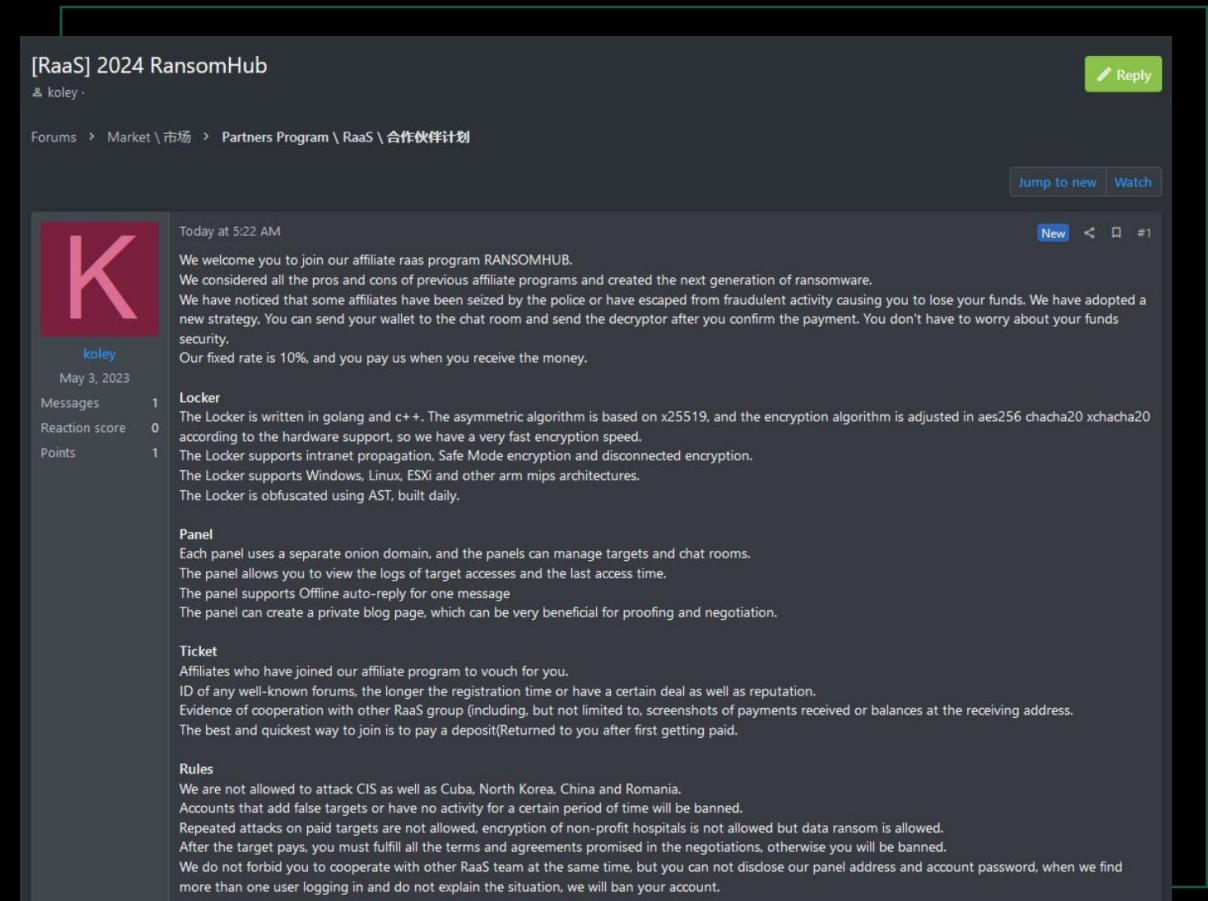 [RaaS] 2024 RansomHub
koley ·
Reply
Forums > Market \ 市场 > Partners Program \ RaaS \ 合作伙伴计划
Jump to new Watch
K
koley
May 3, 2023
Messages 1
Reaction score 0
Points 1
Today at 5:22 AM
New #1
We welcome you to join our affiliate raas program RANSOMHUB.
We considered all the pros and cons of previous affiliate programs and created the next generation of ransomware.
We have noticed that some affiliates have been seized by the police or have escaped from fraudulent activity causing you to lose your funds. We have adopted a
new strategy, You can send your wallet to the chat room and send the decryptor after you confirm the payment. You don't have to worry about your funds
security.
Our fixed rate is 10%, and you pay us when you receive the money.
Locker
The Locker is written in golang and c++. The asymmetric algorithm is based on x25519, and the encryption algorithm is adjusted in aes256 chacha20 xchacha20
according to the hardware support, so we have a very fast encryption speed.
The Locker supports intranet propagation, Safe Mode encryption and disconnected encryption.
The Locker supports Windows, Linux, ESXi and other arm mips architectures.
The Locker is obfuscated using AST, built daily.
Panel
Each panel uses a separate onion domain, and the panels can manage targets and chat rooms.
The panel allows you to view the logs of target accesses and the last access time.
The panel supports Offline auto-reply for one message
The panel can create a private blog page, which can be very beneficial for proofing and negotiation.
Ticket
Affiliates who have joined our affiliate program to vouch for you.
ID of any well-known forums, the longer the registration time or have a certain deal as well as reputation.
Evidence of cooperation with other RaaS group (including, but not limited to, screenshots of payments received or balances at the receiving address.
The best and quickest way to join is to pay a deposit(Returned to you after first getting paid.
Rules
We are not allowed to attack CIS as well as Cuba, North Korea, China and Romania.
Accounts that add false targets or have no activity for a certain period of time will be banned.
Repeated attacks on paid targets are not allowed, encryption of non-profit hospitals is not allowed but data ransom is allowed.
After the target pays, you must fulfill all the terms and agreements promised in the negotiations, otherwise you will be banned.
We do not forbid you to cooperate with other RaaS team at the same time, but you can not disclose our panel address and account password, when we find
more than one user logging in and do not explain the situation, we will ban your account.